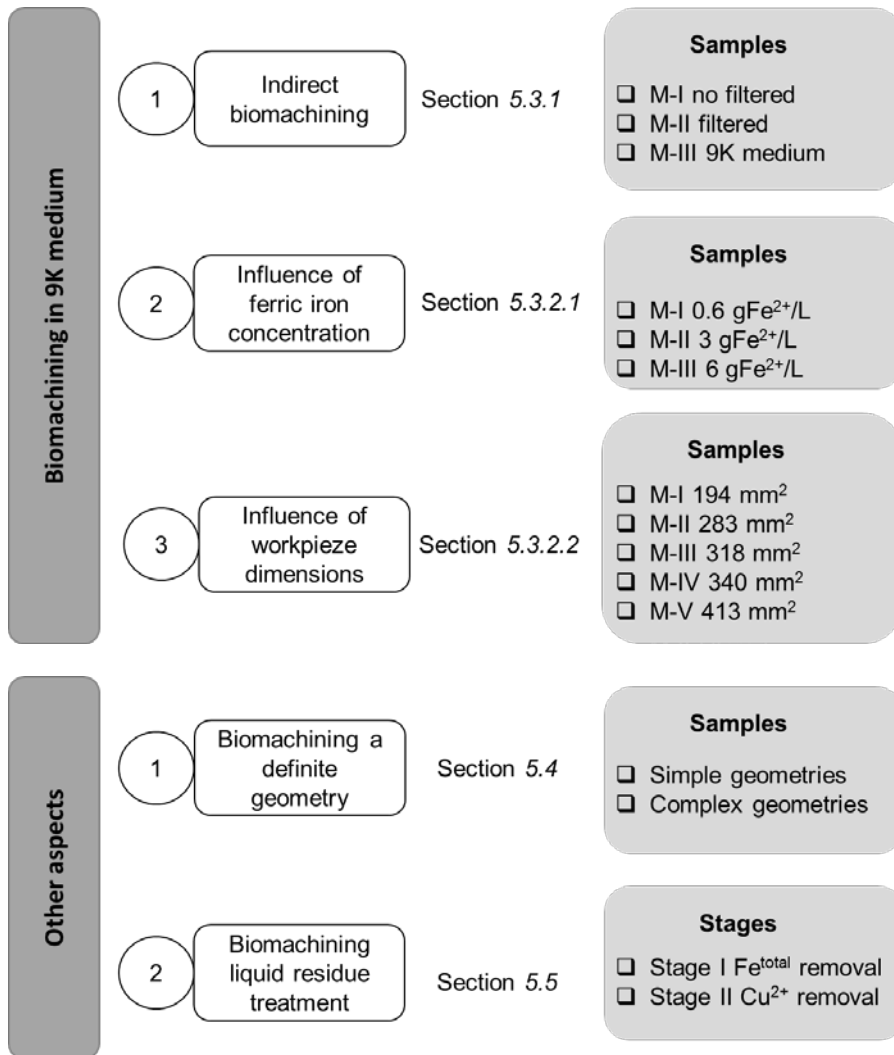 Biomachining in 9K medium
1
Indirect
biomachining
Section 5.3.1
Samples
❑ M-I no filtered
❑ M-II filtered
❑ M-III 9K medium
2
Influence of
ferric iron
concentration
Section 5.3.2.1
Samples
❑ M-I 0.6 gFe²⁺/L
❑ M-II 3 gFe²⁺/L
❑ M-III 6 gFe²⁺/L
3
Influence of
workpieze
dimensions
Section 5.3.2.2
Samples
❑ M-I 194 mm²
❑ M-II 283 mm²
❑ M-III 318 mm²
❑ M-IV 340 mm²
❑ M-V 413 mm²
Other aspects
1
Biomachining a
definite
geometry
Section 5.4
Samples
❑ Simple geometries
❑ Complex geometries
2
Biomachining
liquid residue
treatment
Section 5.5
Stages
❑ Stage I Fe^total removal
❑ Stage II Cu²⁺ removal